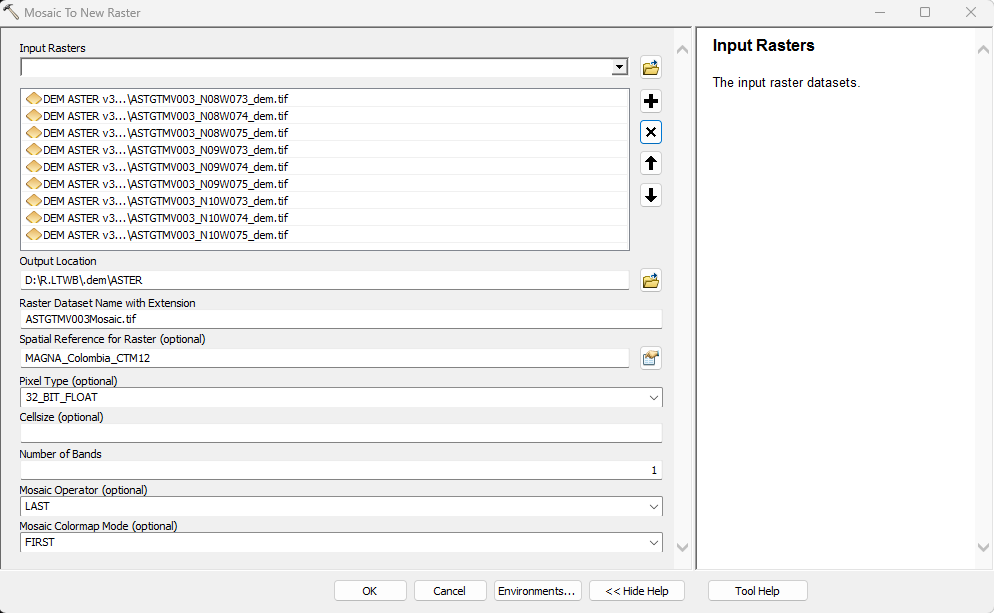 Mosaic To New Raster
Input Rasters
DEM ASTER v3...\ASTGTMV003_N08W073_dem.tif
DEM ASTER v3...\ASTGTMV003_N08W074_dem.tif
DEM ASTER v3...\ASTGTMV003_N08W075_dem.tif
DEM ASTER v3...\ASTGTMV003_N09W073_dem.tif
DEM ASTER v3...\ASTGTMV003_N09W074_dem.tif
DEM ASTER v3...\ASTGTMV003_N09W075_dem.tif
DEM ASTER v3...\ASTGTMV003_N10W073_dem.tif
DEM ASTER v3...\ASTGTMV003_N10W074_dem.tif
DEM ASTER v3...\ASTGTMV003_N10W075_dem.tif
Output Location
D:\R.LTWB\.dem\ASTER
Raster Dataset Name with Extension
ASTGTMV003Mosaic.tif
Spatial Reference for Raster (optional)
MAGNA_Colombia_CTM12
Pixel Type (optional)
32_BIT_FLOAT
Cellsize (optional)
Number of Bands
1
Mosaic Operator (optional)
LAST
Mosaic Colormap Mode (optional)
FIRST
OK
Cancel
Environments...
<< Hide Help
Input Rasters
The input raster datasets.
Tool Help